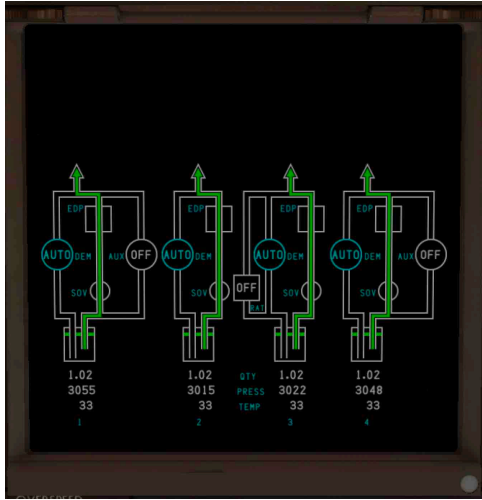 EDP EDP EDP EDP
AUTO DEM AUX OFF AUTO DEM AUTO DEM AUTO DEM AUX OFF
SOV SOV OFF SOV SOV
RAT
1.02 1.02 QTY 1.02 1.02
3055 3015 PRESS 3022 3048
33 33 TEMP 33 33
1 2 3 4
OVERSPEED